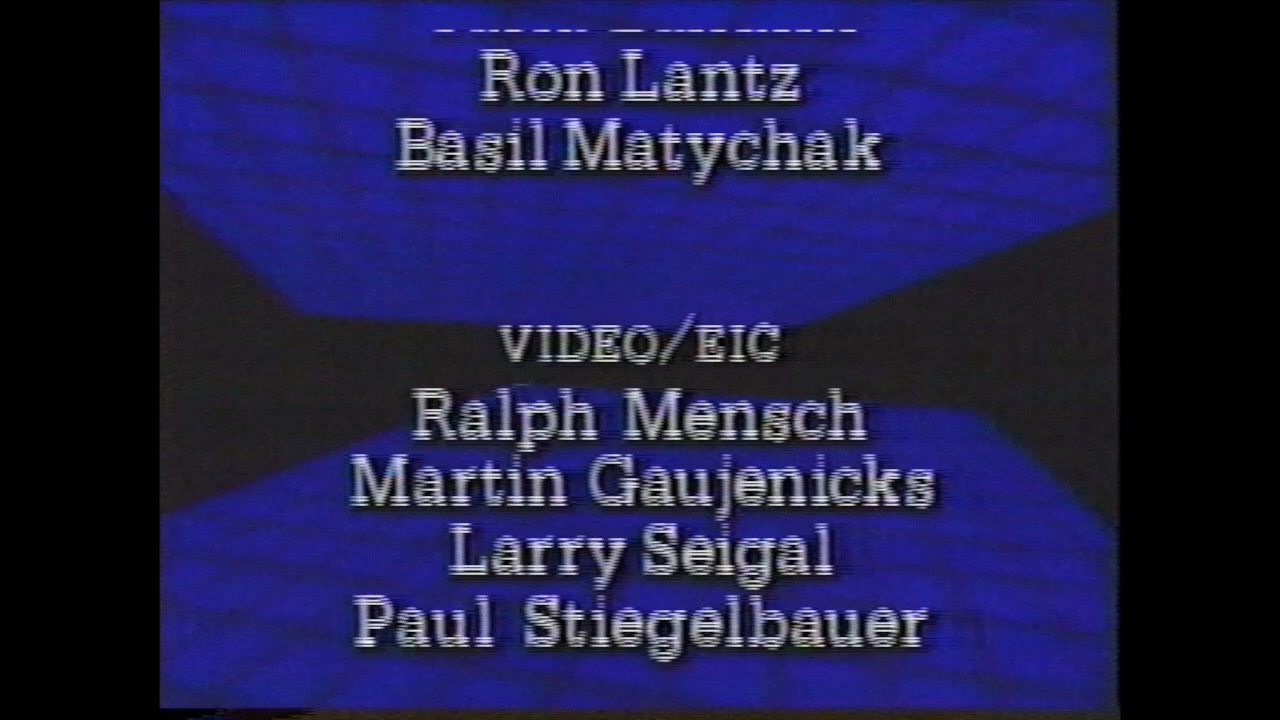 Ron Lantz
Basil Matychak
VIDEO/EIC
Ralph Mensch
Martin Gaujenicks
Larry Seigal
Paul Stiegelbauer